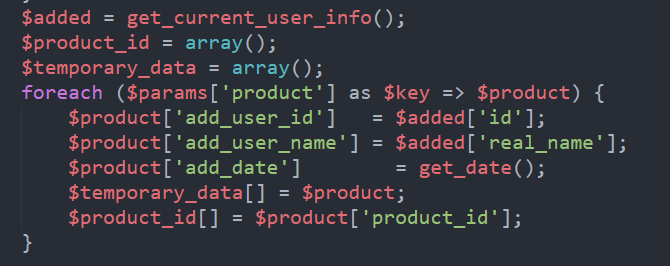 $added = get_current_user_info();
$product_id = array();
$temporary_data = array();
foreach ($params['product'] as $key => $product) {
    $product['add_user_id']   = $added['id'];
    $product['add_user_name'] = $added['real_name'];
    $product['add_date']        = get_date();
    $temporary_data[] = $product;
    $product_id[] = $product['product_id'];
}